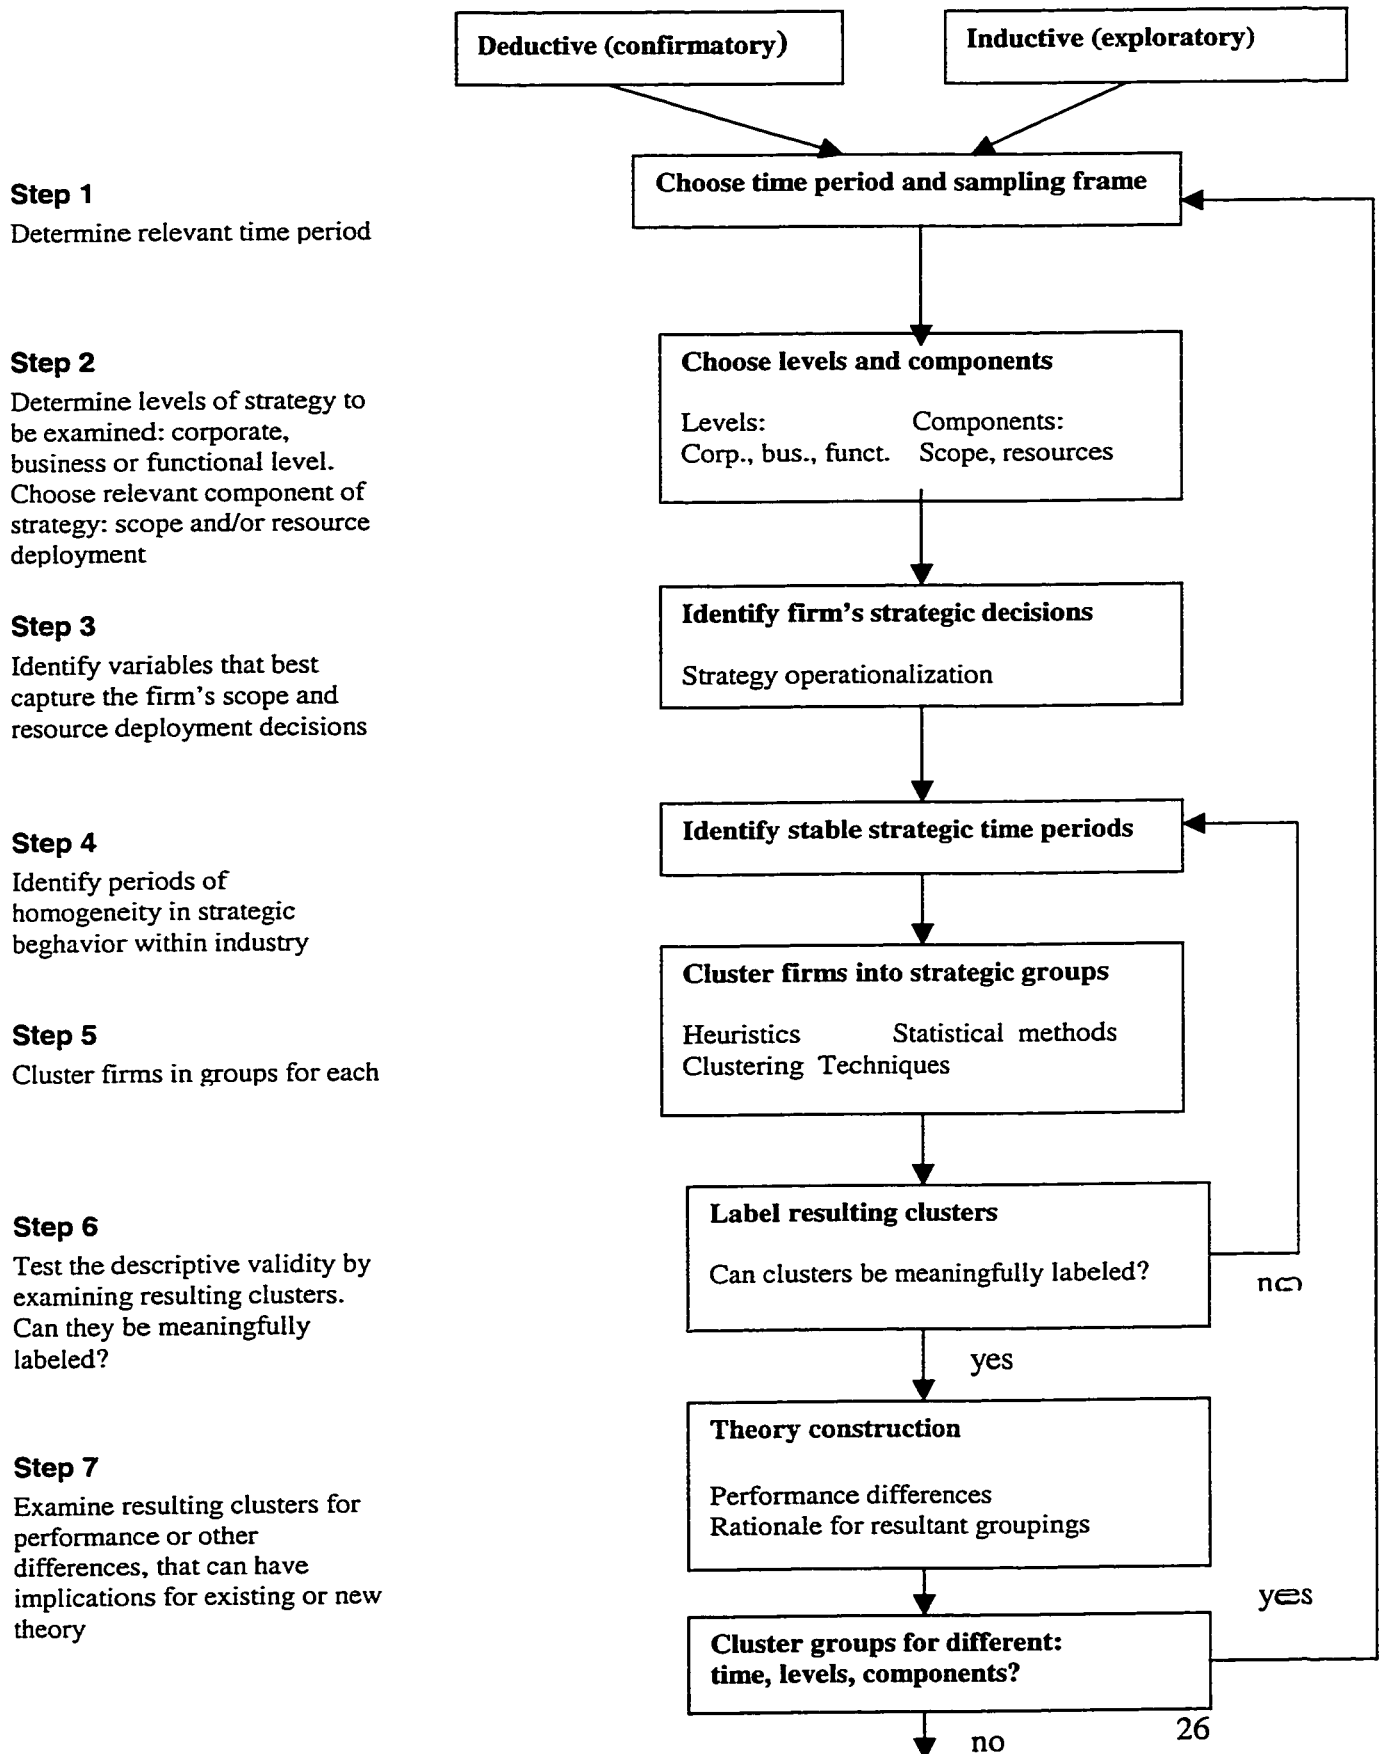 Deductive (confirmatory)
Inductive (exploratory)
Step 1
Determine relevant time period
Choose time period and sampling frame
Step 2
Determine levels of strategy to
be examined: corporate,
business or functional level.
Choose relevant component of
strategy: scope and/or resource
deployment
Choose levels and components
Levels: Components:
Corp., bus., funct. Scope, resources
Step 3
Identify variables that best
capture the firm's scope and
resource deployment decisions
Identify firm's strategic decisions
Strategy operationalization
Step 4
Identify periods of
homogeneity in strategic
beghavior within industry
Identify stable strategic time periods
Step 5
Cluster firms in groups for each
Cluster firms into strategic groups
Heuristics Statistical methods
Clustering Techniques
Step 6
Test the descriptive validity by
examining resulting clusters.
Can they be meaningfully
labeled?
Label resulting clusters
Can clusters be meaningfully labeled?
no
yes
Step 7
Examine resulting clusters for
performance or other
differences, that can have
implications for existing or new
theory
Theory construction
Performance differences
Rationale for resultant groupings
yes
Cluster groups for different:
time, levels, components?
no
26